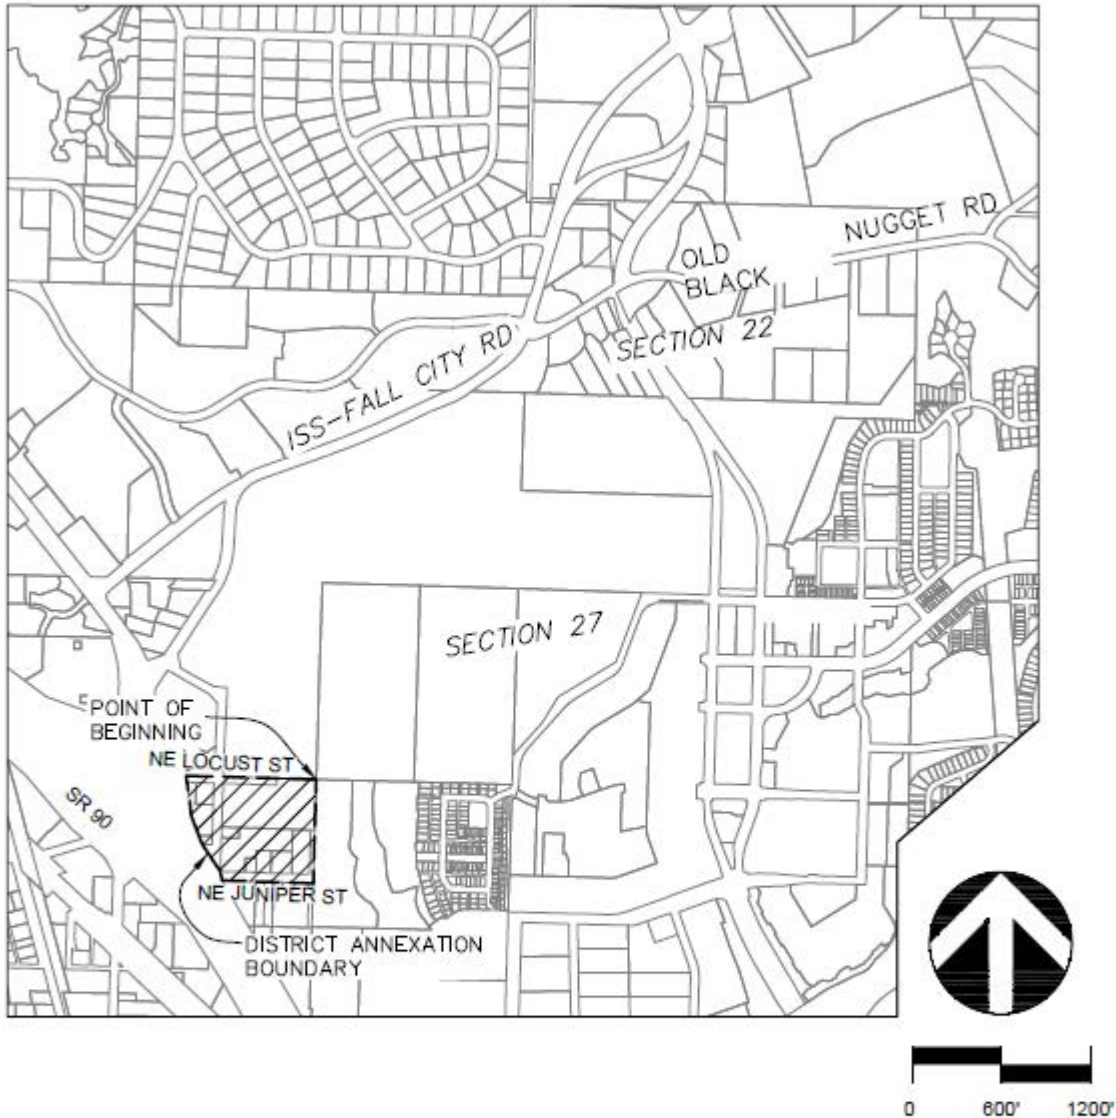 NUGGET RD
OLD
BLACK
SECTION 22
ISS-FALL CITY RD
SECTION 27
POINT OF
BEGINNING
NE LOCUST ST
SR 90
NE JUNIPER ST
DISTRICT ANNEXATION
BOUNDARY
0 600' 1200'